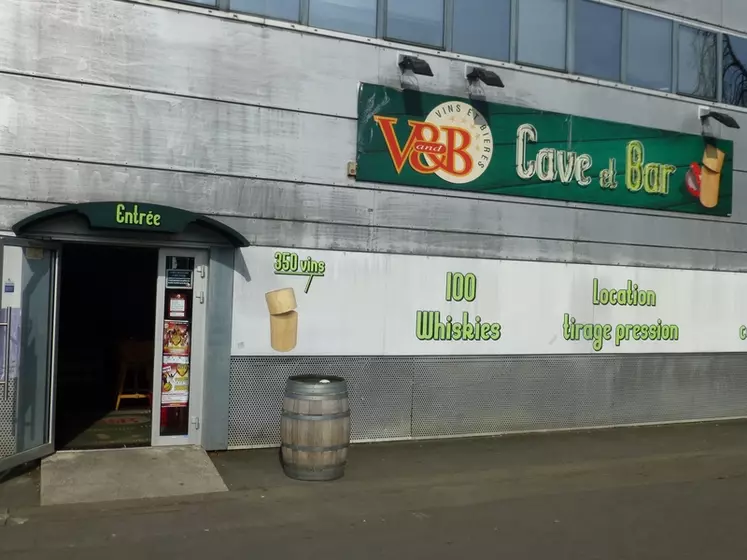 VINS ET BIÈRES
V and B
Cave et Bar
Entrée
350 vins
100
Whiskies
Location
tirage pression